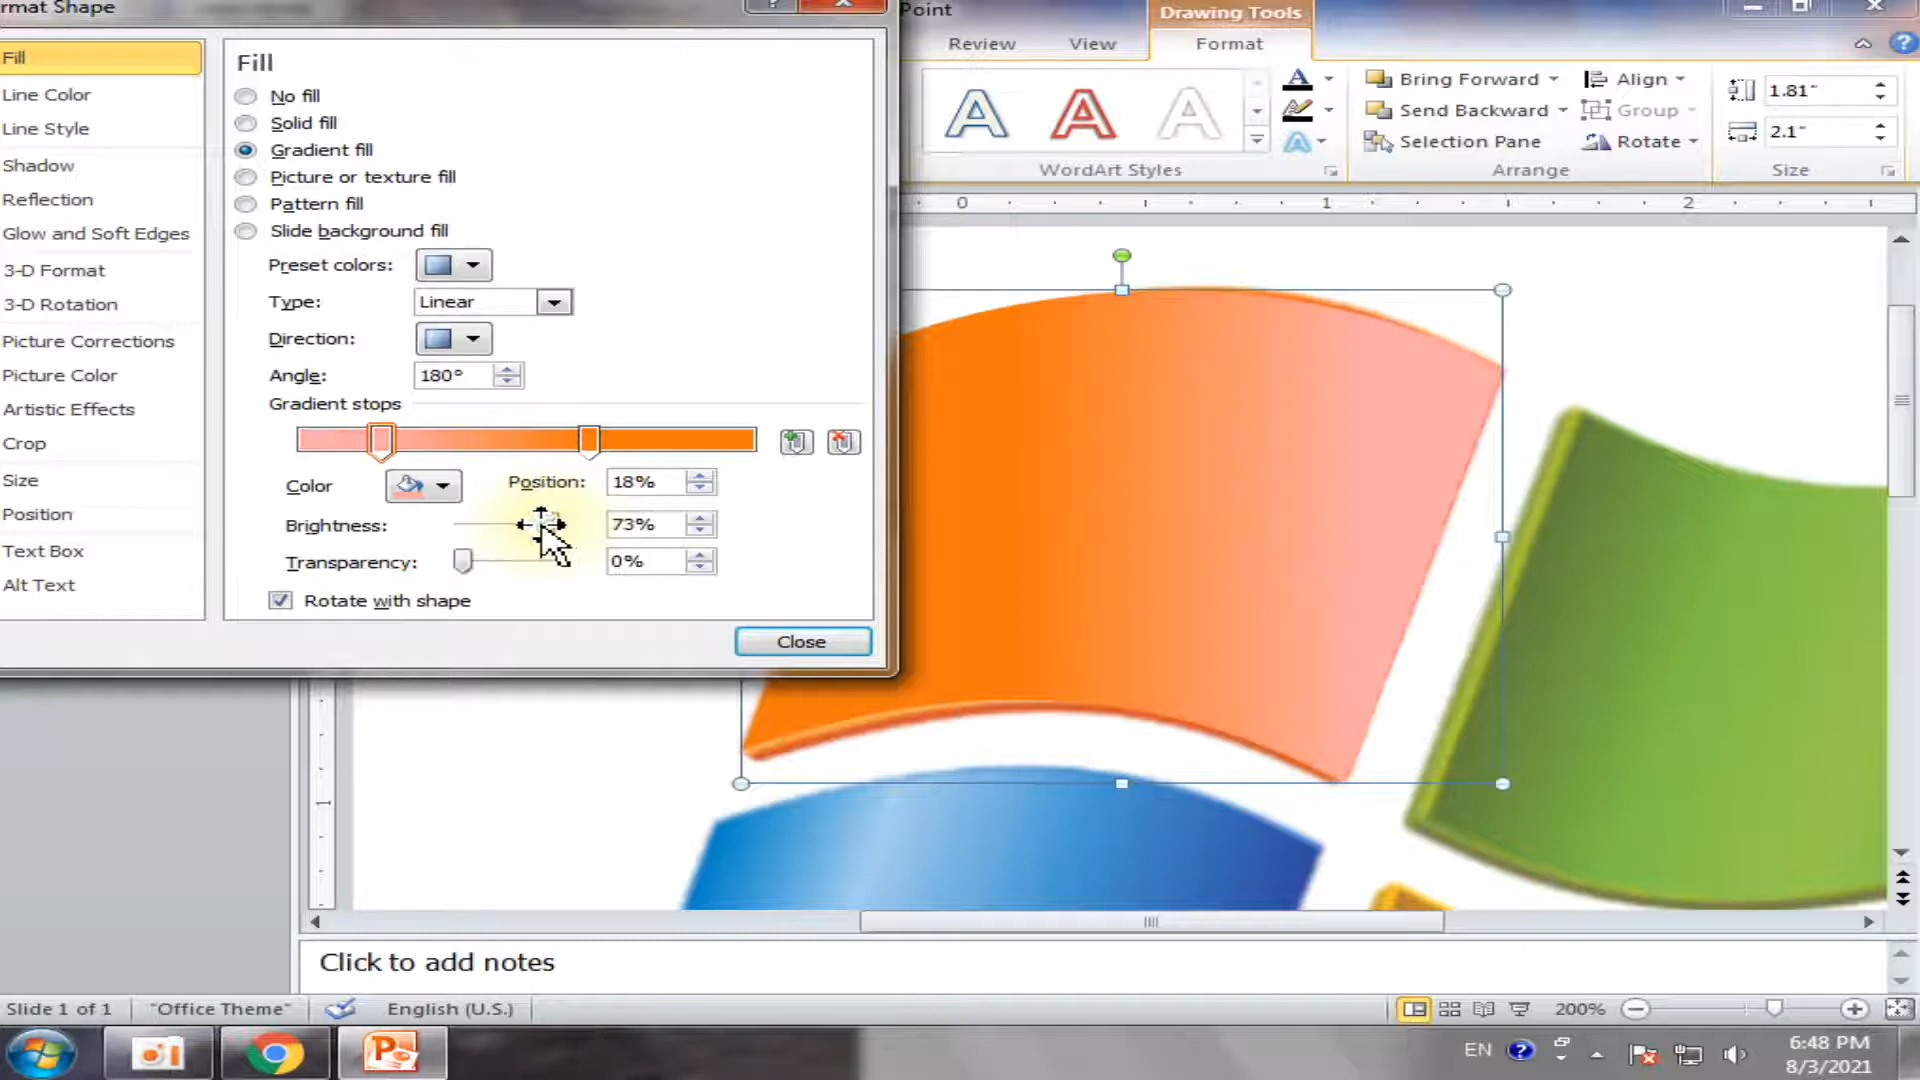 rmat Shape
Point
Drawing Tools
Review
View
Format
Fill
Line Color
Line Style
Shadow
Reflection
Glow and Soft Edges
3-D Format
3-D Rotation
Picture Corrections
Picture Color
Artistic Effects
Crop
Size
Position
Text Box
Alt Text
Fill
No fill
Solid fill
Gradient fill
Picture or texture fill
Pattern fill
Slide background fill
Preset colors:
Type: Linear
Direction:
Angle: 180°
Gradient stops
Color Position: 18%
Brightness: 73%
Transparency: 0%
Rotate with shape
Close
A A A A
Bring Forward
Send Backward
Selection Pane
Align
Group
Rotate
1.81"
2.1"
WordArt Styles
Arrange
Size
0 1 2
1
Click to add notes
Slide 1 of 1
"Office Theme"
English (U.S.)
200%
EN
6:48 PM
8/3/2021